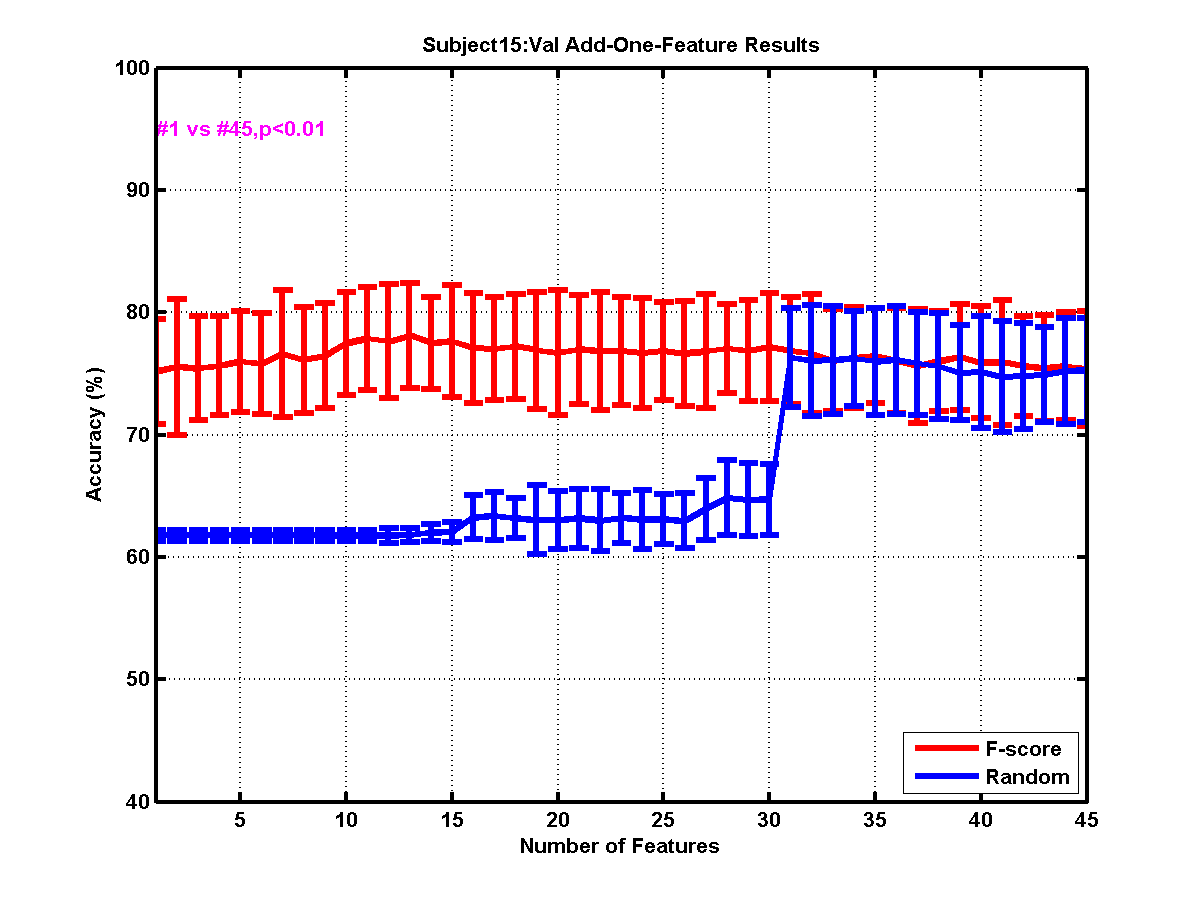 Subject15:Val Add-One-Feature Results
100
#1 vs #45,p<0.01
90
80
70
60
50
40
Accuracy (%)
F-score
Random
5 10 15 20 25 30 35 40 45
Number of Features